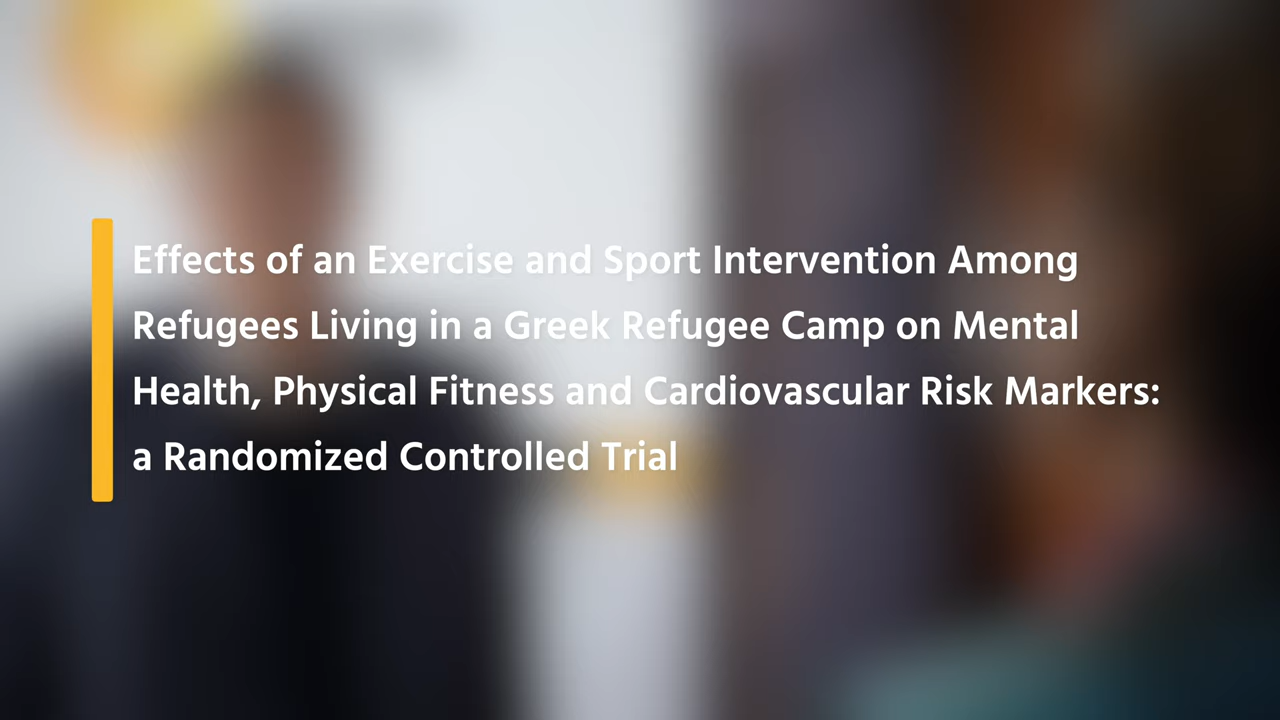 Effects of an Exercise and Sport Intervention Among
Refugees Living in a Greek Refugee Camp on Mental
Health, Physical Fitness and Cardiovascular Risk Markers:
a Randomized Controlled Trial